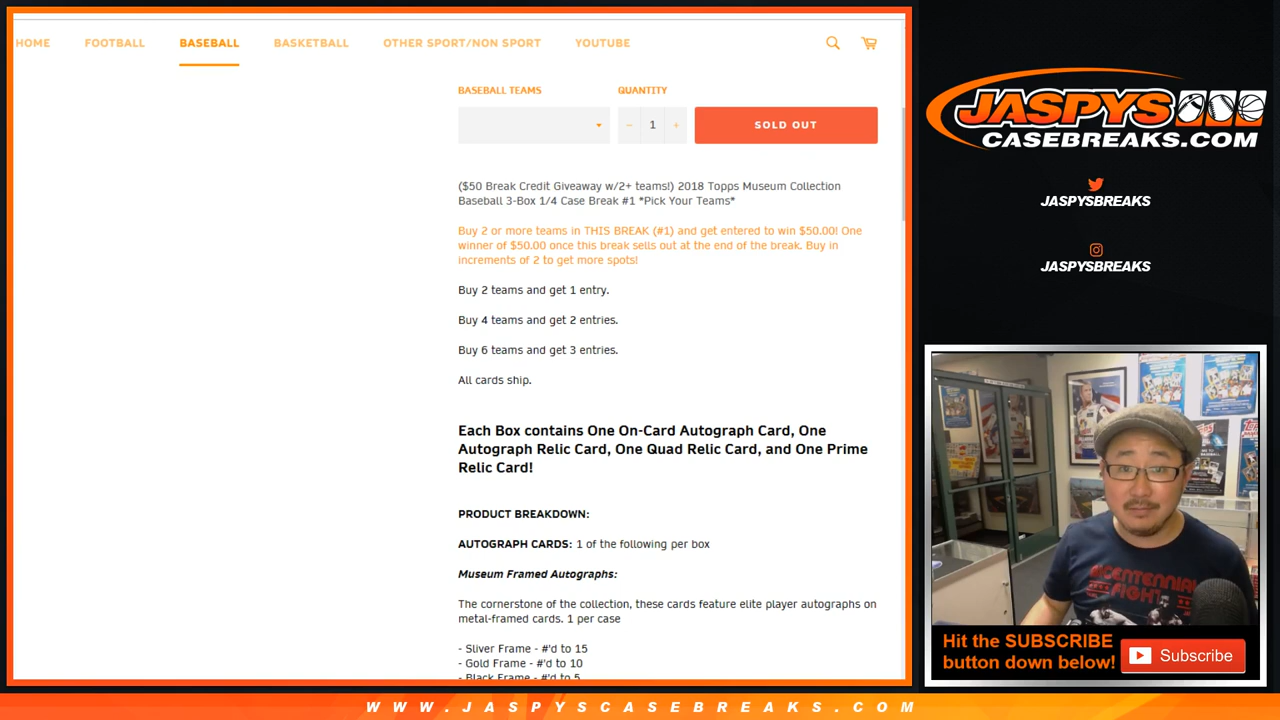 HOME FOOTBALL BASEBALL BASKETBALL OTHER SPORT/NON SPORT YOUTUBE
BASEBALL TEAMS QUANTITY
− 1 + SOLD OUT
($50 Break Credit Giveaway w/2+ teams!) 2018 Topps Museum Collection
Baseball 3-Box 1/4 Case Break #1 *Pick Your Teams*
Buy 2 or more teams in THIS BREAK (#1) and get entered to win $50.00! One
winner of $50.00 once this break sells out at the end of the break. Buy in
increments of 2 to get more spots!
Buy 2 teams and get 1 entry.
Buy 4 teams and get 2 entries.
Buy 6 teams and get 3 entries.
All cards ship.
Each Box contains One On-Card Autograph Card, One
Autograph Relic Card, One Quad Relic Card, and One Prime
Relic Card!
PRODUCT BREAKDOWN:
AUTOGRAPH CARDS: 1 of the following per box
Museum Framed Autographs:
The cornerstone of the collection, these cards feature elite player autographs on
metal-framed cards. 1 per case
- Sliver Frame - #'d to 15
- Gold Frame - #'d to 10
- Black Frame - #'d to 5
JASPYS
CASEBREAKS.COM
JASPYSBREAKS
JASPYSBREAKS
BICENTENNIAL
FIGHT
Hit the SUBSCRIBE
button down below!
Subscribe
WWW.JASPYSCASEBREAKS.COM